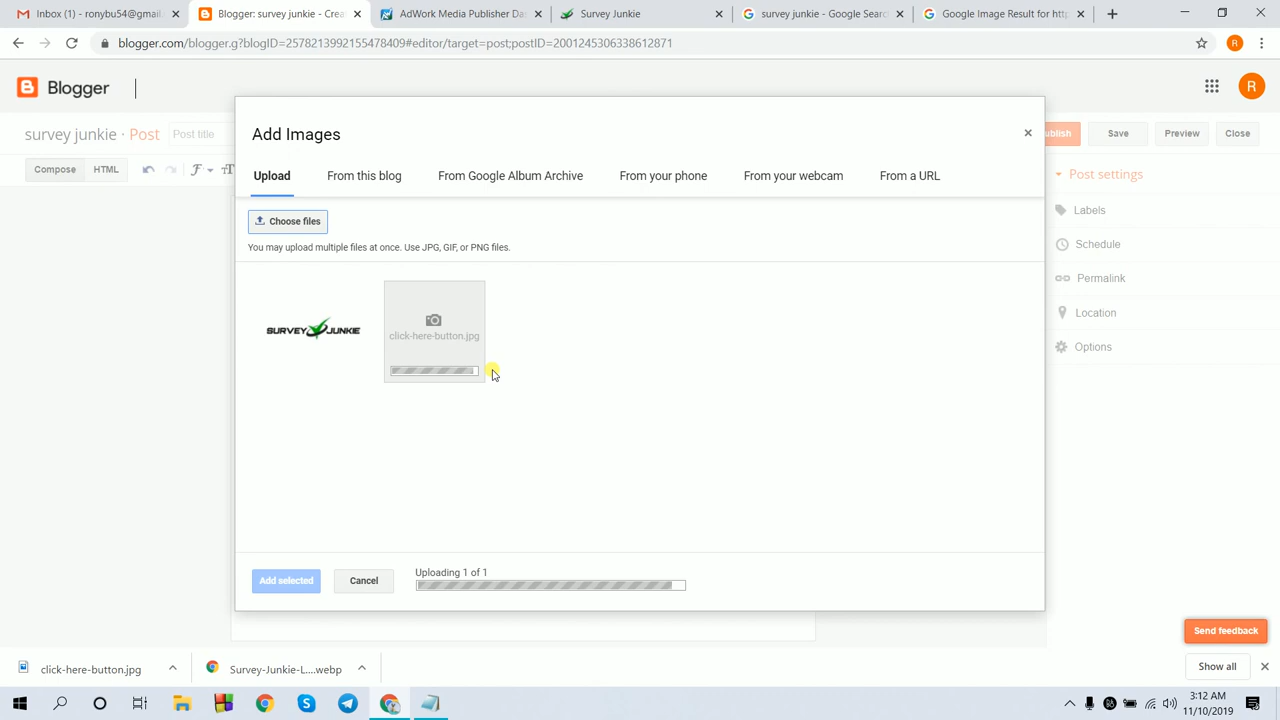 Inbox (1) - ronybu54@gmail.
Blogger: survey junkie - Crea
AdWork Media Publisher Das
Survey Junkie
survey junkie - Google Searc
Google Image Result for http
blogger.com/blogger.g?blogID=2578213992155478409#editor/target=post;postID=2001245306338612871
R
Blogger
R
survey junkie · Post
Post title
ublish
Save
Preview
Close
Compose
HTML
Add Images
Upload
From this blog
From Google Album Archive
From your phone
From your webcam
From a URL
Choose files
You may upload multiple files at once. Use JPG, GIF, or PNG files.
SURVEY JUNKIE
click-here-button.jpg
Add selected
Cancel
Uploading 1 of 1
Post settings
Labels
Schedule
Permalink
Location
Options
Send feedback
click-here-button.jpg
Survey-Junkie-L....webp
Show all
3:12 AM
11/10/2019